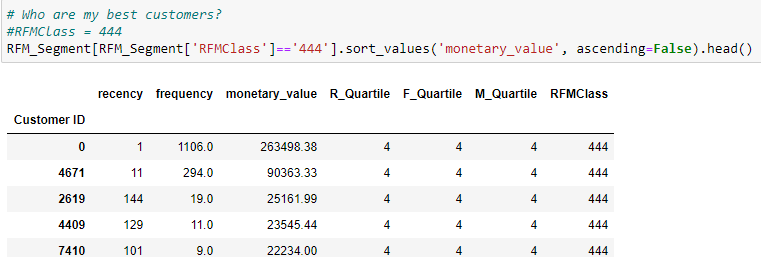 # Who are my best customers?
#RFMClass = 444
RFM_Segment[RFM_Segment['RFMClass']=='444'].sort_values('monetary_value', ascending=False).head()
recency frequency monetary_value R_Quartile F_Quartile M_Quartile RFMClass
Customer ID
0 1 1106.0 263498.38 4 4 4 444
4671 11 294.0 90363.33 4 4 4 444
2619 144 19.0 25161.99 4 4 4 444
4409 129 11.0 23545.44 4 4 4 444
7410 101 9.0 22234.00 4 4 4 444